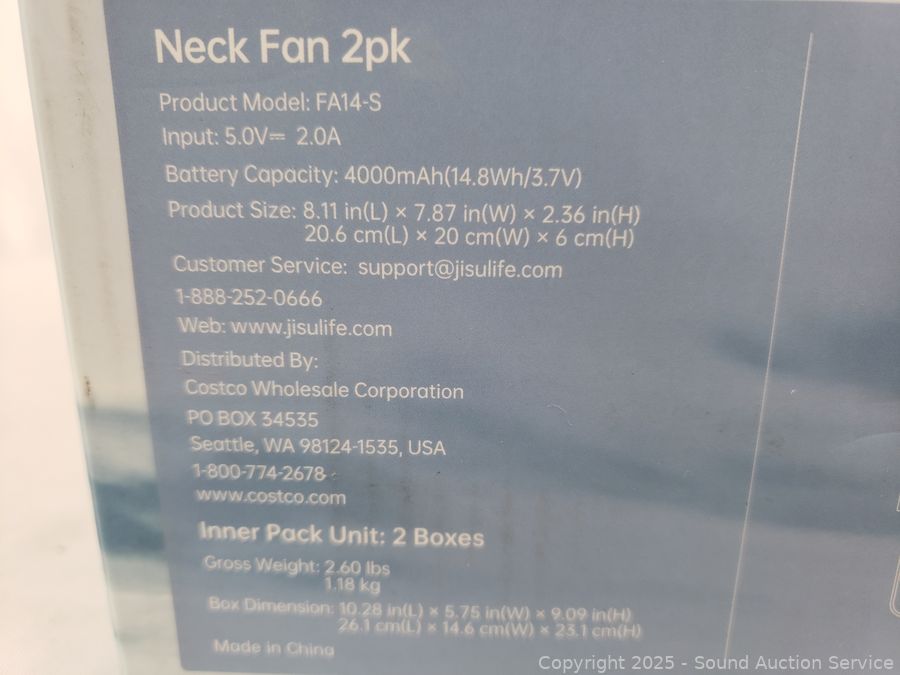 Neck Fan 2pk
Product Model: FA14-S
Input: 5.0V⎓ 2.0A
Battery Capacity: 4000mAh(14.8Wh/3.7V)
Product Size: 8.11 in(L) × 7.87 in(W) × 2.36 in(H)
20.6 cm(L) × 20 cm(W) × 6 cm(H)
Customer Service: support@jisulife.com
1-888-252-0666
Web: www.jisulife.com
Distributed By:
Costco Wholesale Corporation
PO BOX 34535
Seattle, WA 98124-1535, USA
1-800-774-2678
www.costco.com
Inner Pack Unit: 2 Boxes
Gross Weight: 2.60 lbs
1.18 kg
Box Dimension: 10.28 in(L) × 5.75 in(W) × 9.09 in(H)
26.1 cm(L) × 14.6 cm(W) × 23.1 cm(H)
Made in China
Copyright 2025 - Sound Auction Service